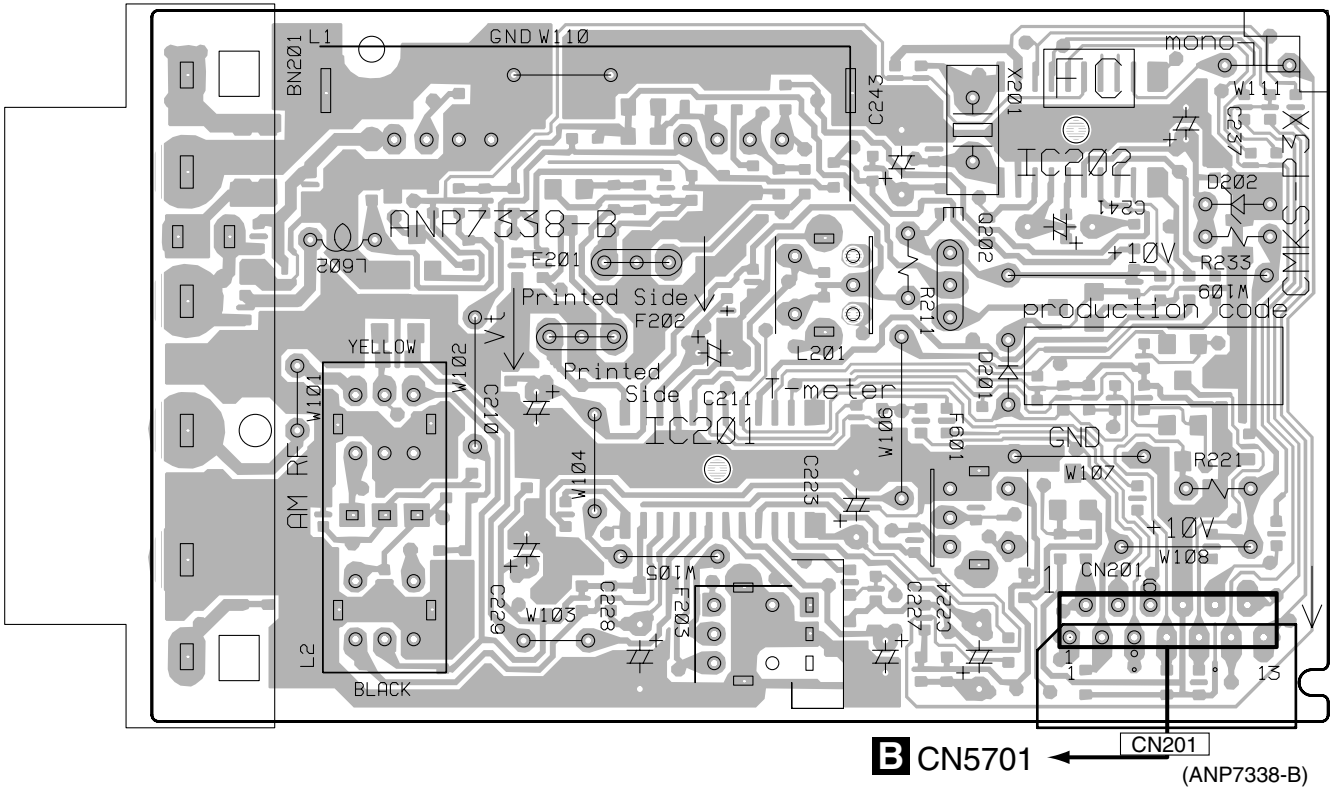 L1
GND W110
BN201
C243
X201
FC
mono
W111
C237
CMKS-P3X
IC202
D202
C241
+10V
R233
W109
ANP7338-B
L602
F201
E
Q202
Printed Side
F202
Vt
R211
production code
YELLOW
W102
W101
L201
Printed
Side
T-meter
D201
C210
C211
IC201
W106
F601
GND
W107
R221
AM RF
W104
C223
+10V
W108
W105
F203
CN201
1
6
C229
W103
C228
C227
C224
L2
BLACK
1
1
13
B CN5701
CN201
(ANP7338-B)